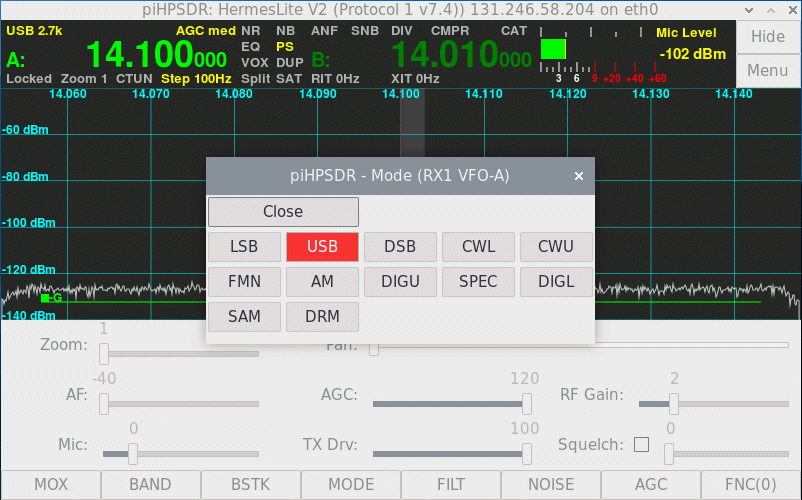 piHPSDR: HermesLite V2 (Protocol 1 v7.4)) 131.246.58.204 on eth0
USB 2.7k AGC med NR NB ANF SNB DIV CMPR CAT Mic Level Hide
A: 14.100000 EQ PS B: 14.010000 -102 dBm
VOX DUP
Locked Zoom 1 CTUN Step 100Hz Split SAT RIT 0Hz XIT 0Hz 3 6 9 +20 +40 +60 Menu
14.060 14.070 14.080 14.090 14.100 14.110 14.120 14.130 14.140
-60 dBm
-80 dBm
-100 dBm
-120 dBm
-G
-140 dBm
piHPSDR - Mode (RX1 VFO-A) ×
Close
LSB USB DSB CWL CWU
FMN AM DIGU SPEC DIGL
SAM DRM
1
Zoom: Pan:
-40 120 2
AF: AGC: RF Gain:
0 100 0
Mic: TX Drv: Squelch:
MOX BAND BSTK MODE FILT NOISE AGC FNC(0)